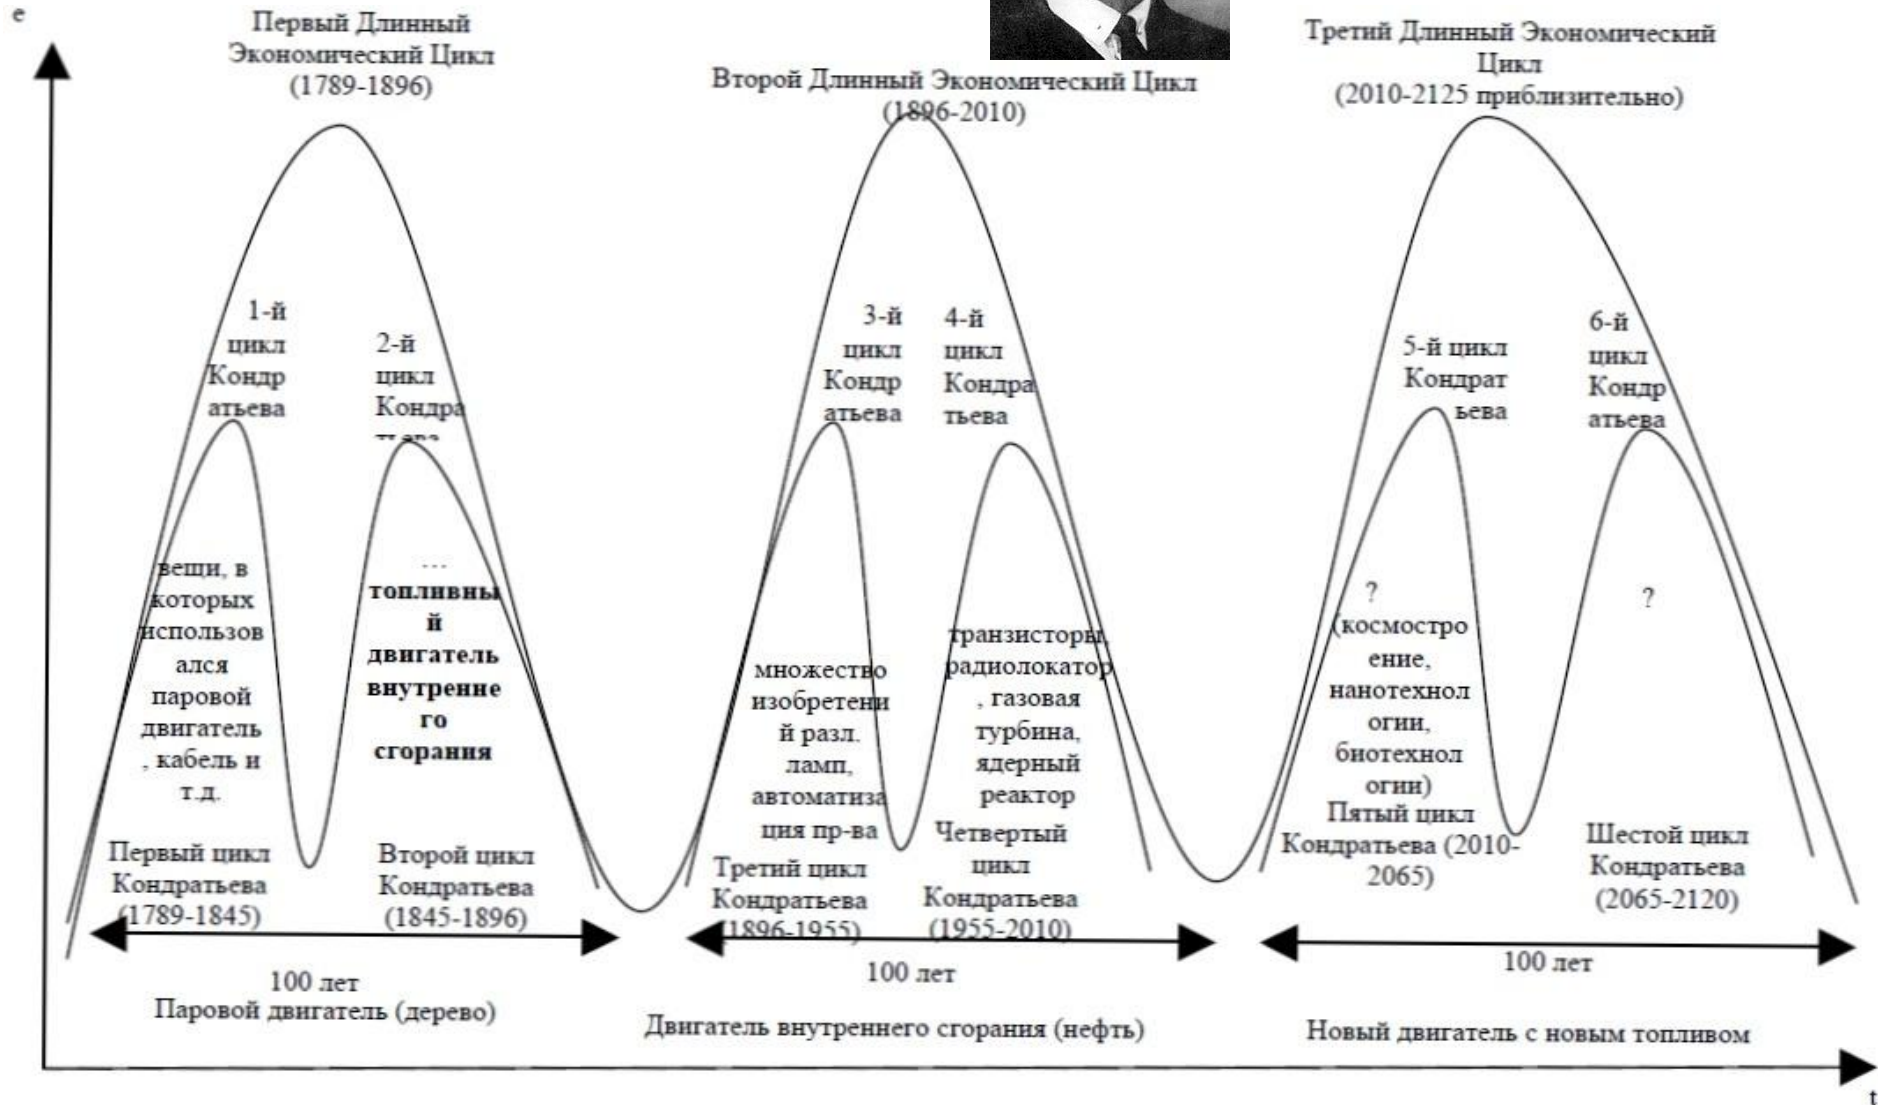 e
Первый Длинный
Экономический Цикл
(1789-1896)
Второй Длинный Экономический Цикл
(1896-2010)
Третий Длинный Экономический
Цикл
(2010-2125 приблизительно)
1-й
цикл
Кондр
атьева
2-й
цикл
Кондра
тьева
3-й
цикл
Кондр
атьева
4-й
цикл
Кондра
тьева
5-й цикл
Кондрат
ьева
6-й
цикл
Кондр
атьева
вещи, в
которых
использов
ался
паровой
двигатель
, кабель и
т.д.
...
топливны
й
двигатель
внутренне
го
сгорания
множество
изобретени
й разл.
ламп,
автоматиза
ция пр-ва
транзисторы,
радиолокатор
, газовая
турбина,
ядерный
реактор
?
(космостро
ение,
нанотехнол
огии,
биотехнол
огии)
?
Первый цикл
Кондратьева
(1789-1845)
Второй цикл
Кондратьева
(1845-1896)
Третий цикл
Кондратьева
(1896-1955)
Четвертый
цикл
Кондратьева
(1955-2010)
Пятый цикл
Кондратьева (2010-
2065)
Шестой цикл
Кондратьева
(2065-2120)
100 лет
Паровой двигатель (дерево)
100 лет
Двигатель внутреннего сгорания (нефть)
100 лет
Новый двигатель с новым топливом
t